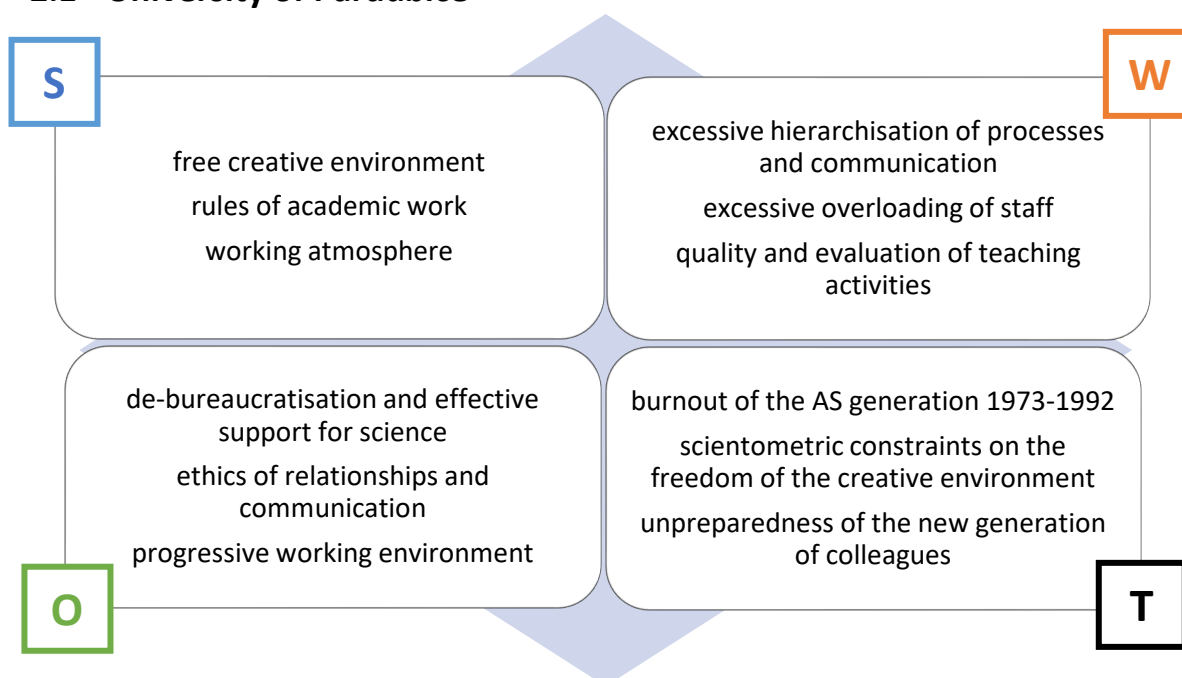 S
W
free creative environment
rules of academic work
working atmosphere
excessive hierarchisation of processes
and communication
excessive overloading of staff
quality and evaluation of teaching
activities
de-bureaucratisation and effective
support for science
ethics of relationships and
communication
progressive working environment
burnout of the AS generation 1973-1992
scientometric constraints on the
freedom of the creative environment
unpreparedness of the new generation
of colleagues
O
T